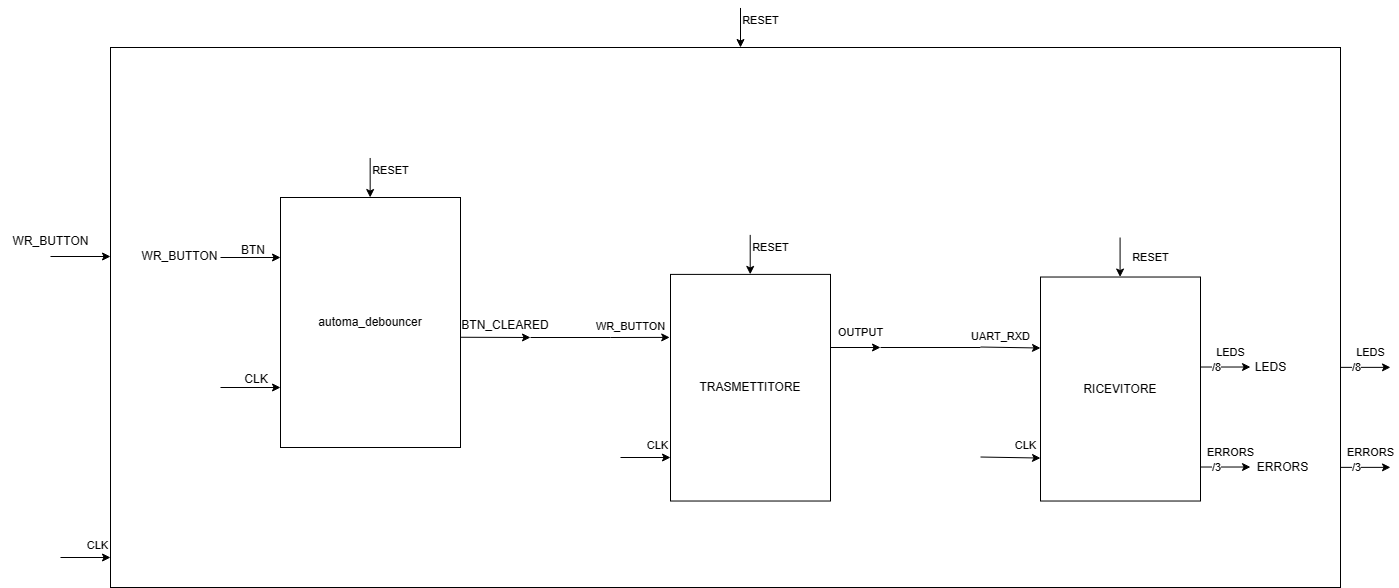 RESET
RESET
WR_BUTTON
WR_BUTTON
BTN
automa_debouncer
CLK
BTN_CLEARED
RESET
WR_BUTTON
TRASMETTITORE
CLK
OUTPUT
RESET
UART_RXD
RICEVITORE
CLK
LEDS
/8
LEDS
ERRORS
/3
ERRORS
LEDS
/8
ERRORS
/3
CLK